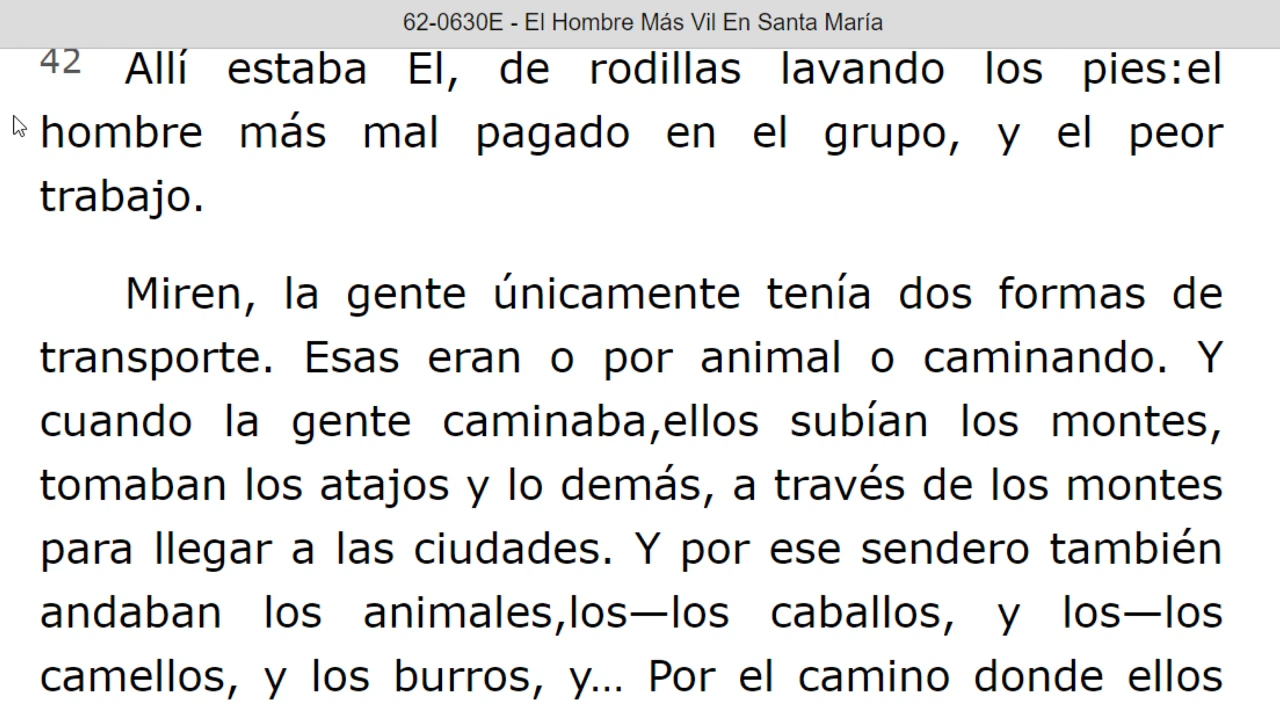 62-0630E - El Hombre Más Vil En Santa María
42 Allí estaba El, de rodillas lavando los pies:el
hombre más mal pagado en el grupo, y el peor
trabajo.
Miren, la gente únicamente tenía dos formas de
transporte. Esas eran o por animal o caminando. Y
cuando la gente caminaba,ellos subían los montes,
tomaban los atajos y lo demás, a través de los montes
para llegar a las ciudades. Y por ese sendero también
andaban los animales,los—los caballos, y los—los
camellos, y los burros, y... Por el camino donde ellos